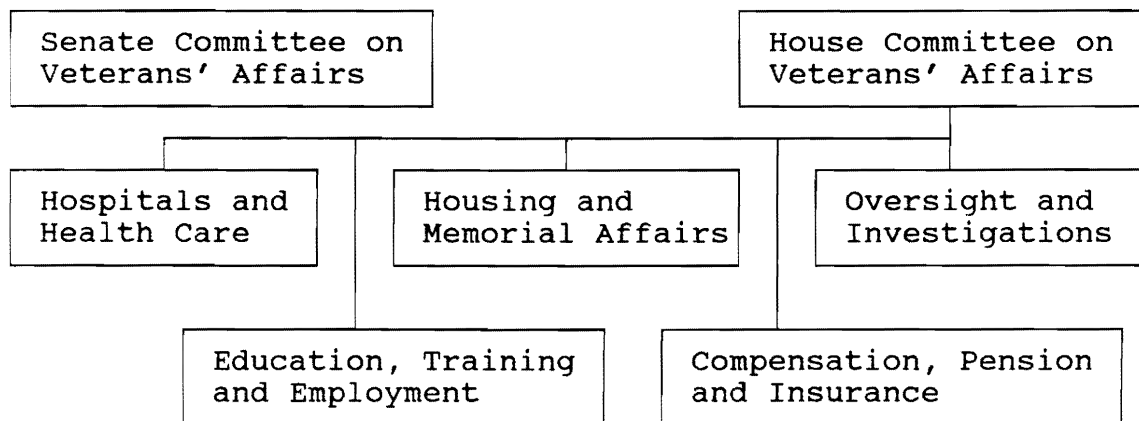 Senate Committee on
Veterans' Affairs
House Committee on
Veterans' Affairs
Hospitals and
Health Care
Housing and
Memorial Affairs
Oversight and
Investigations
Education, Training
and Employment
Compensation, Pension
and Insurance